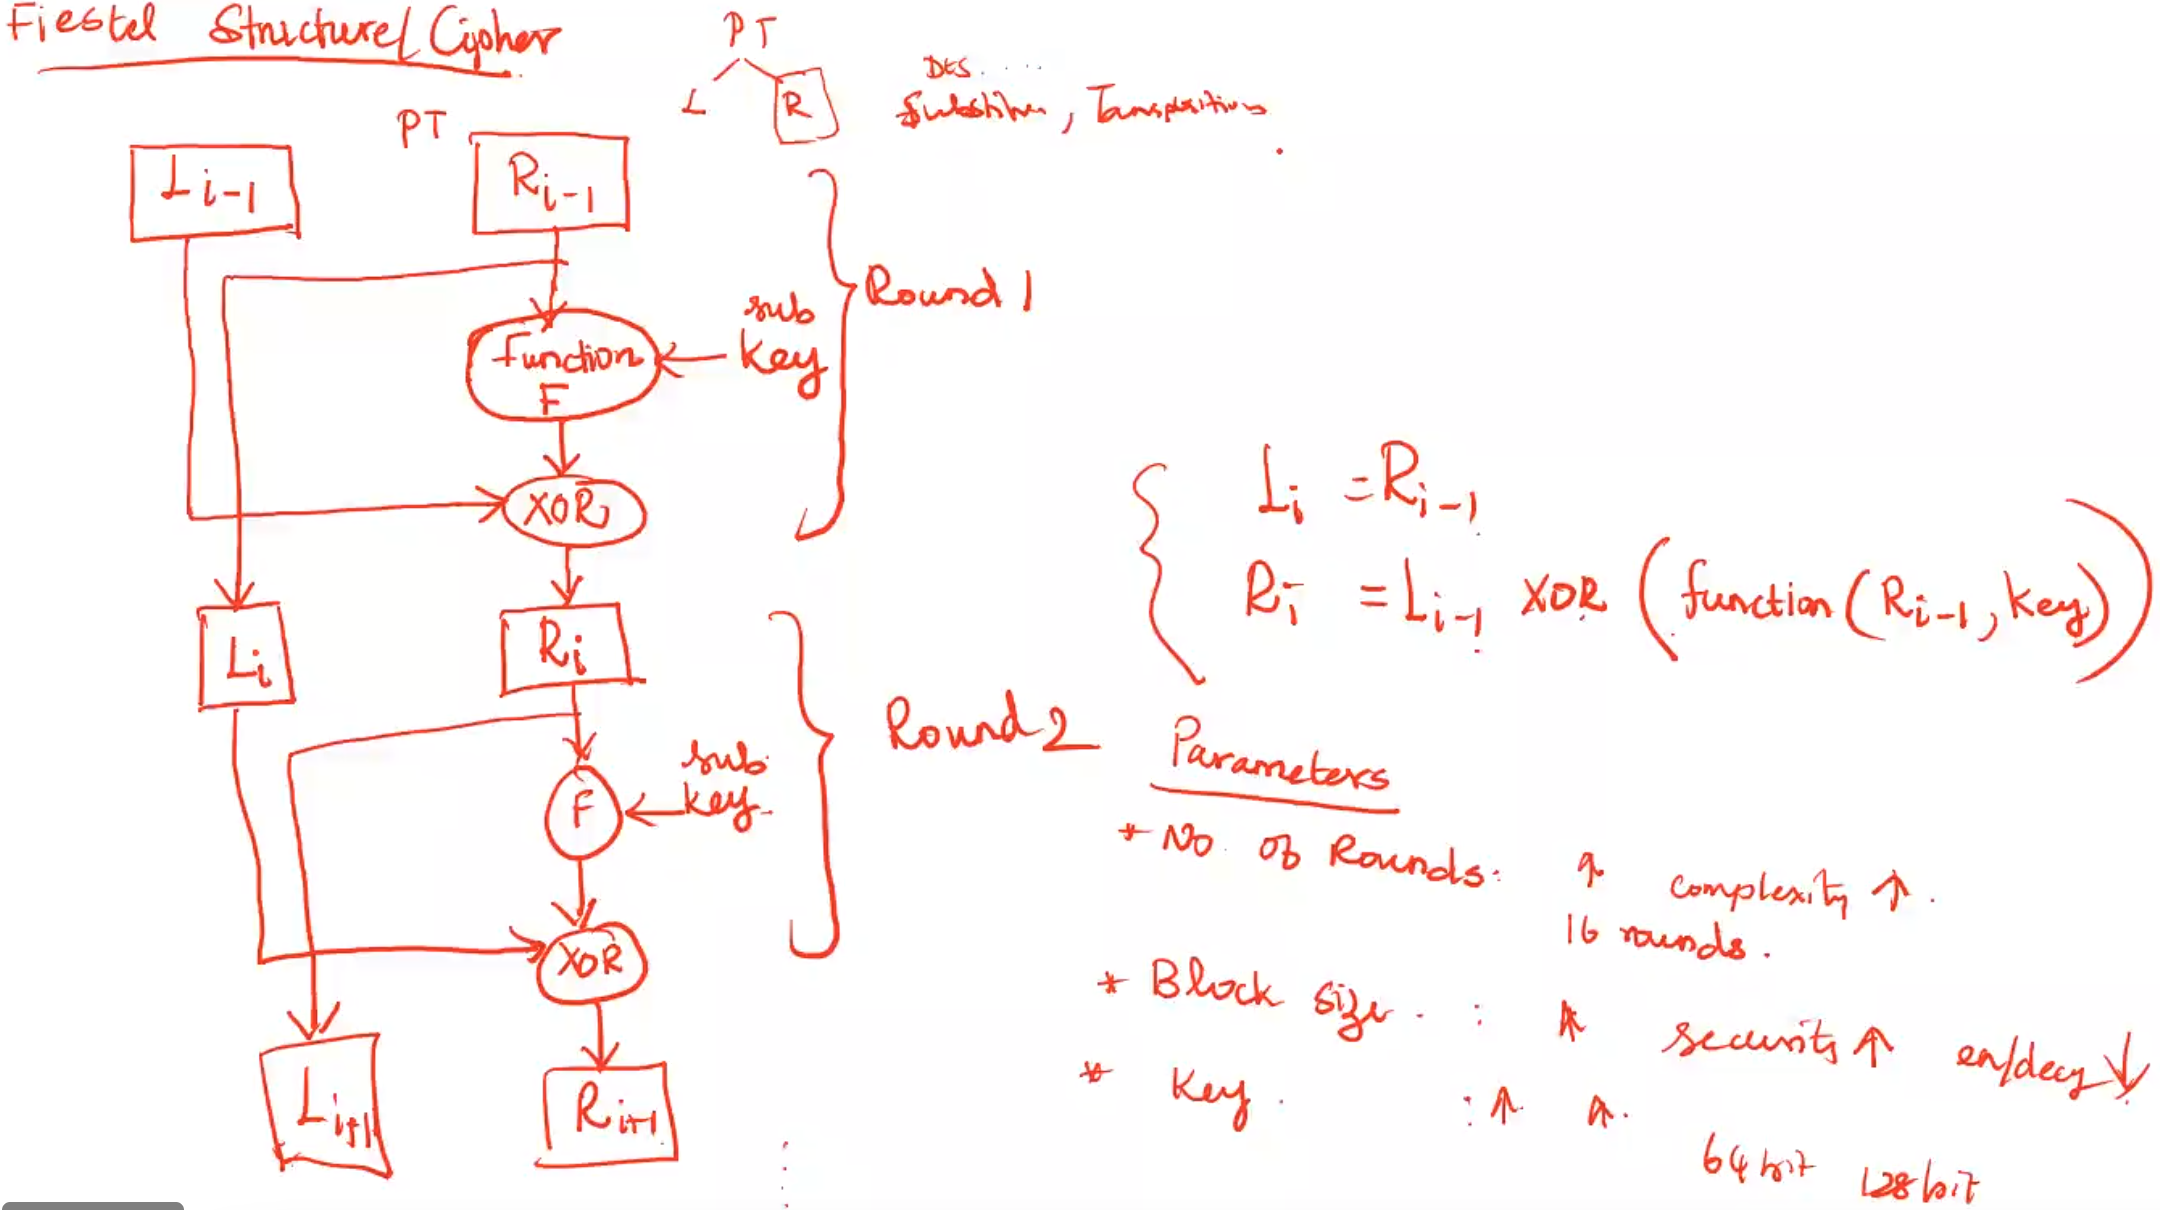 Fiestel Structure/Cipher
PT
L R
DES.....
Substitun, Transpositions
PT
Li-1 Ri-1
Round 1
function
F
sub
key
XOR
Li Ri
Round 2
F
sub
key.
XOR
Li+1 Ri+1
Li = Ri-1
Ri = Li-1 XOR (function(Ri-1, key))
Parameters
* No. of Rounds: ↑ complexity ↑.
16 rounds.
* Block size. : ↑ security ↑ en/decy ↓
* Key. : ↑ ↑.
64 bit 128 bit